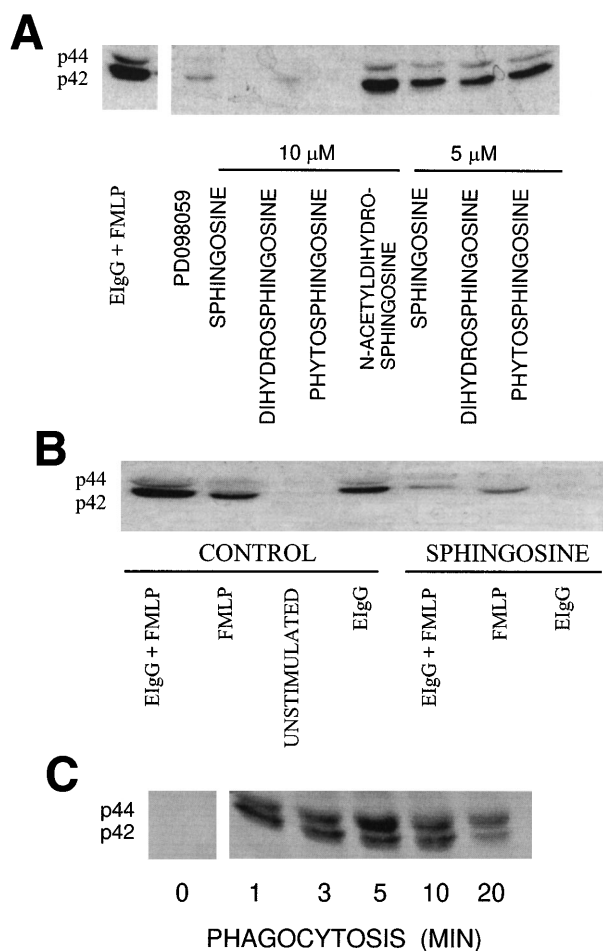 A
p44
p42
10 µM
5 µM
EIgG + FMLP
PD098059
SPHINGOSINE
DIHYDROSPHINGOSINE
PHYTOSPHINGOSINE
N-ACETYLDIHYDRO-
SPHINGOSINE
SPHINGOSINE
DIHYDROSPHINGOSINE
PHYTOSPHINGOSINE
B
p44
p42
CONTROL
SPHINGOSINE
EIgG + FMLP
FMLP
UNSTIMULATED
EIgG
EIgG + FMLP
FMLP
EIgG
C
p44
p42
0 1 3 5 10 20
PHAGOCYTOSIS (MIN)